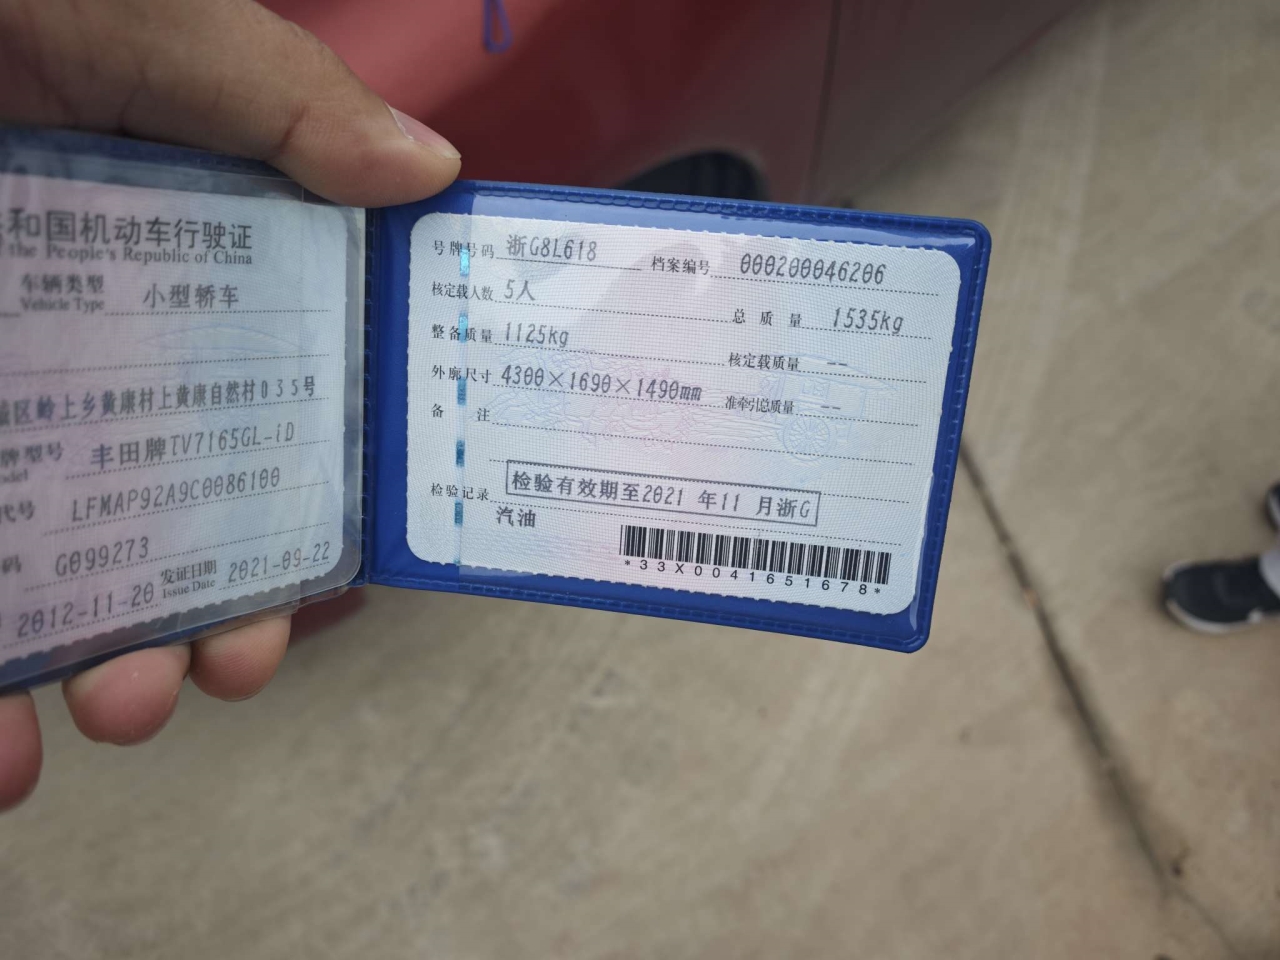 和国机动车行驶证
the People's Republic of China
车辆类型 小型轿车
Vehicle Type
区岭上乡黄康村上黄康自然村035号
牌型号 丰田牌TV7165GL-iD
odel
代号 LFMAP92A9C0086100
码 G099273
2012-11-20 发证日期 2021-09-22
Issue Date
号牌号码 浙G8L618 档案编号 000200046206
核定载人数 5人 总质量 1535kg
整备质量 1125kg 核定载质量 --
外廓尺寸 4300×1690×1490mm 准牵引总质量 --
备注
检验记录 检验有效期至2021 年11 月浙G
汽油
*33X0041651678*